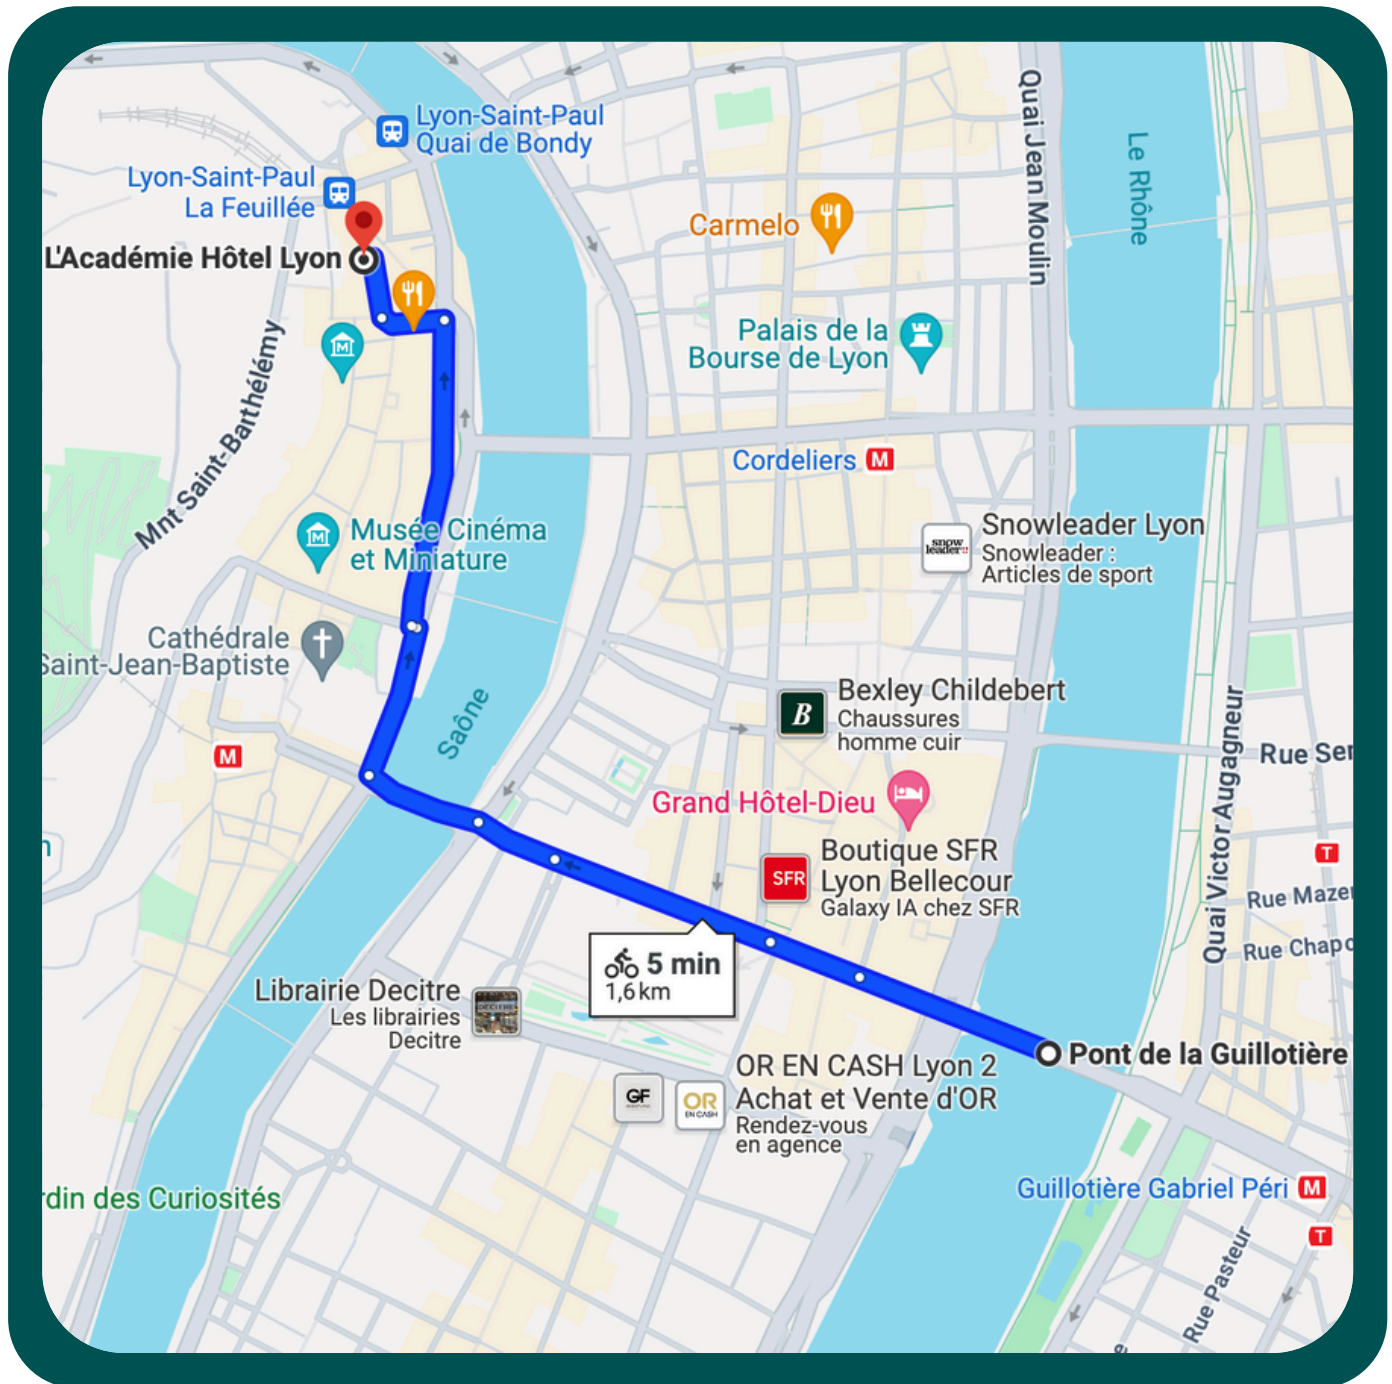 Lyon-Saint-Paul
Quai de Bondy
Lyon-Saint-Paul
La Feuillée
L'Académie Hôtel Lyon
Carmelo
Quai Jean Moulin
Le Rhône
Palais de la
Bourse de Lyon
Mnt Saint-Barthélémy
Cordeliers M
Musée Cinéma
et Miniature
snow
leader
Snowleader Lyon
Snowleader :
Articles de sport
Cathédrale
Saint-Jean-Baptiste
Saône
M
B
Bexley Childebert
Chaussures
homme cuir
Quai Victor Augagneur
Rue Ser
Grand Hôtel-Dieu
n
SFR
Boutique SFR
Lyon Bellecour
Galaxy IA chez SFR
T
Rue Mazer
Rue Chapo
5 min
1,6 km
Librairie Decitre
Les librairies
Decitre
DECITRE
Pont de la Guillotière
GF
OR
EN CASH
OR EN CASH Lyon 2
Achat et Vente d'OR
Rendez-vous
en agence
rdin des Curiosités
Guillotière Gabriel Péri M
T
Rue Pasteur
e